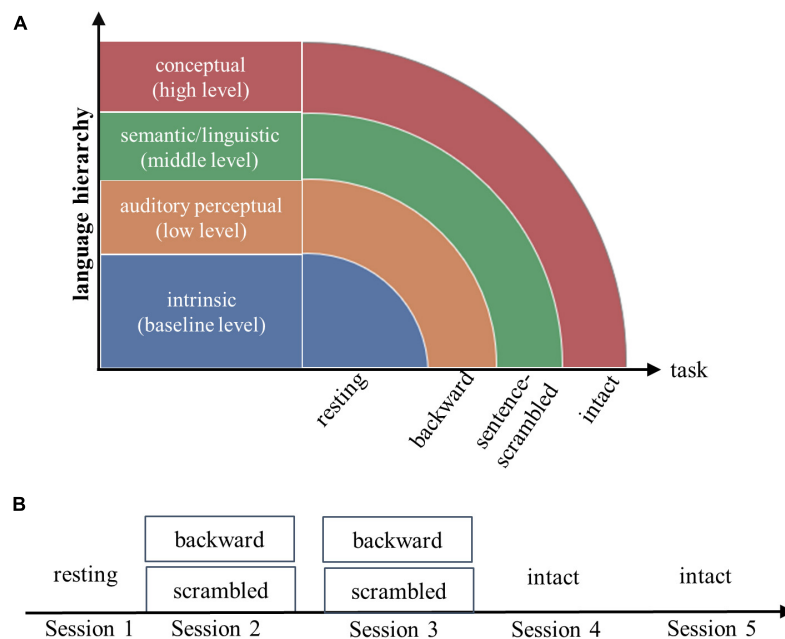 A
language hierarchy
conceptual
(high level)
semantic/linguistic
(middle level)
auditory perceptual
(low level)
intrinsic
(baseline level)
task
resting
backward
sentence-
scrambled
intact
B
resting
backward
scrambled
backward
scrambled
intact
intact
Session 1
Session 2
Session 3
Session 4
Session 5